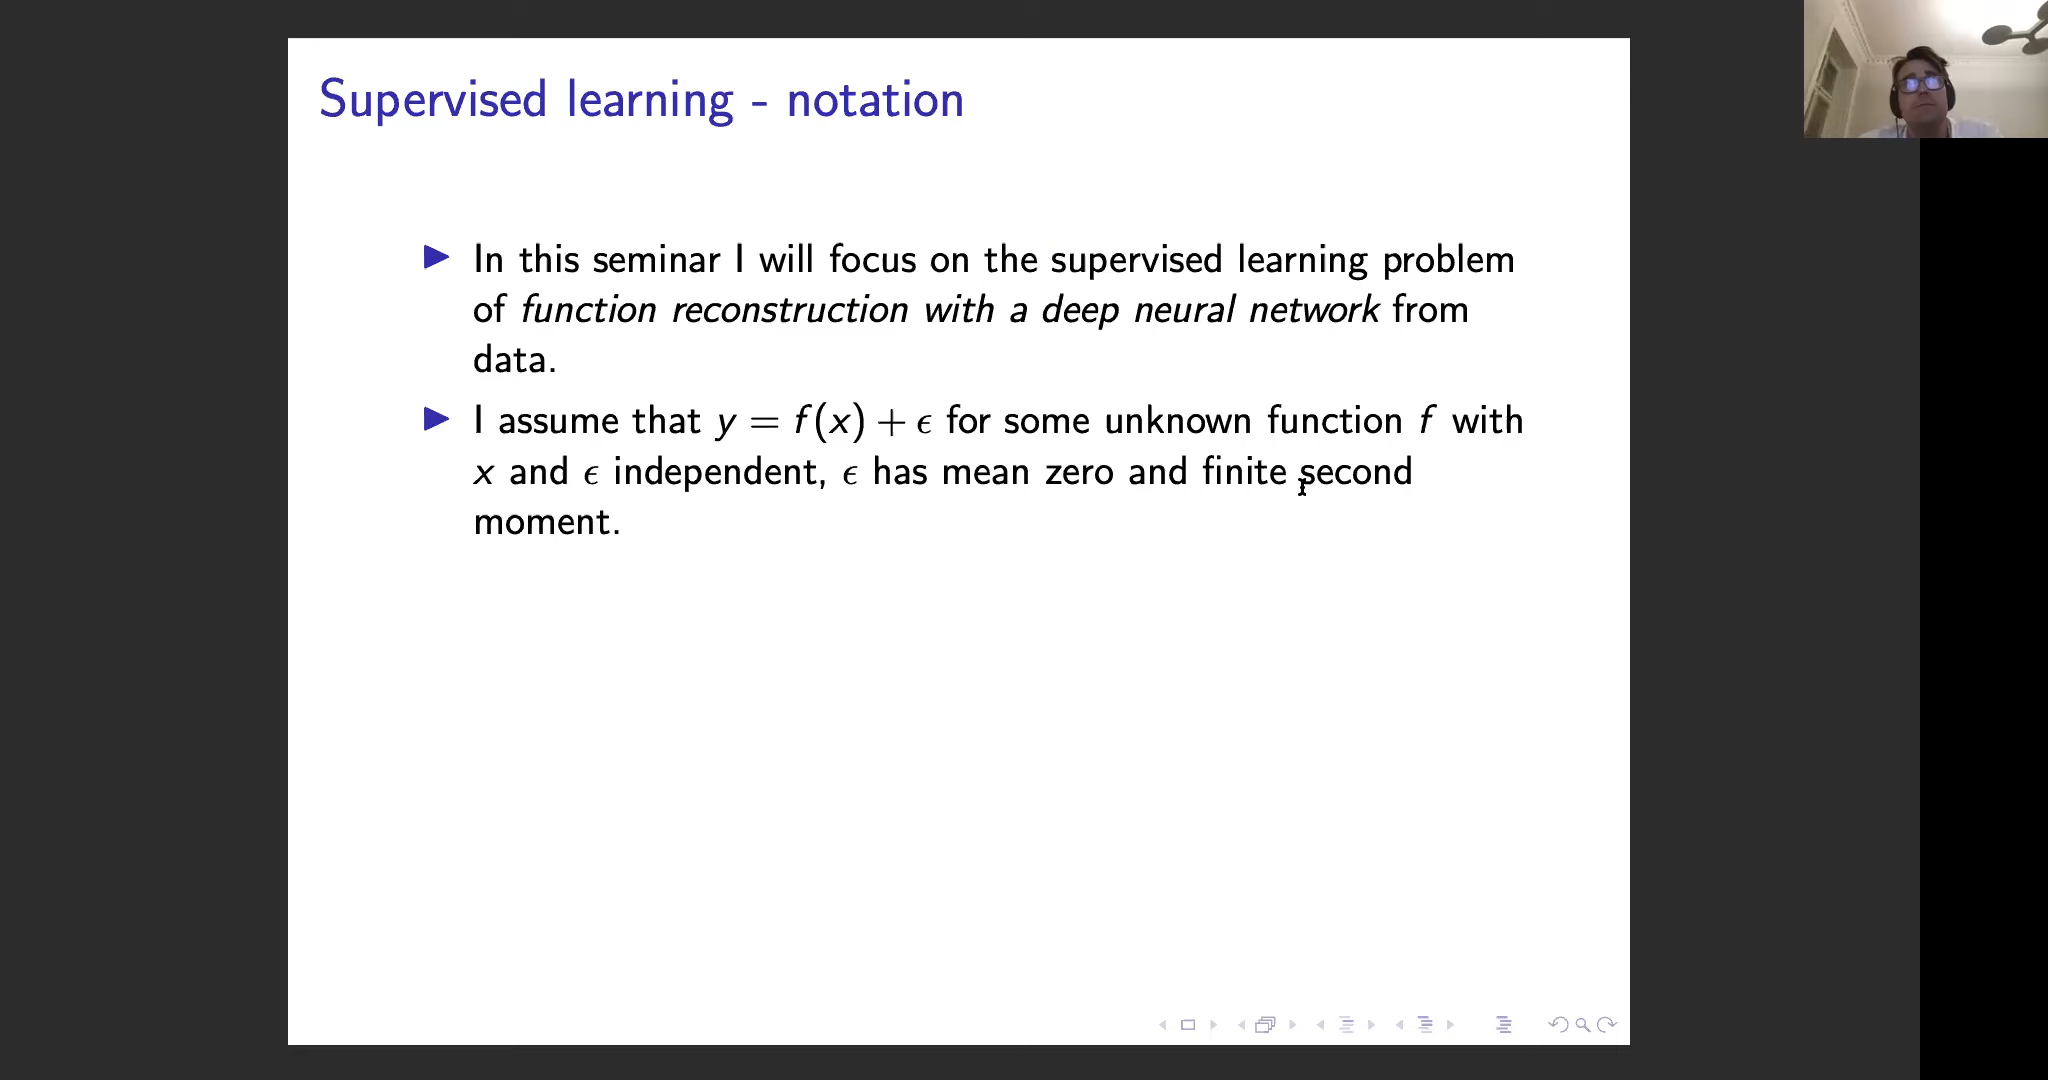 Supervised learning - notation
In this seminar I will focus on the supervised learning problem
of function reconstruction with a deep neural network from
data.
I assume that y = f(x) + ϵ for some unknown function f with
x and ϵ independent, ϵ has mean zero and finite second
moment.